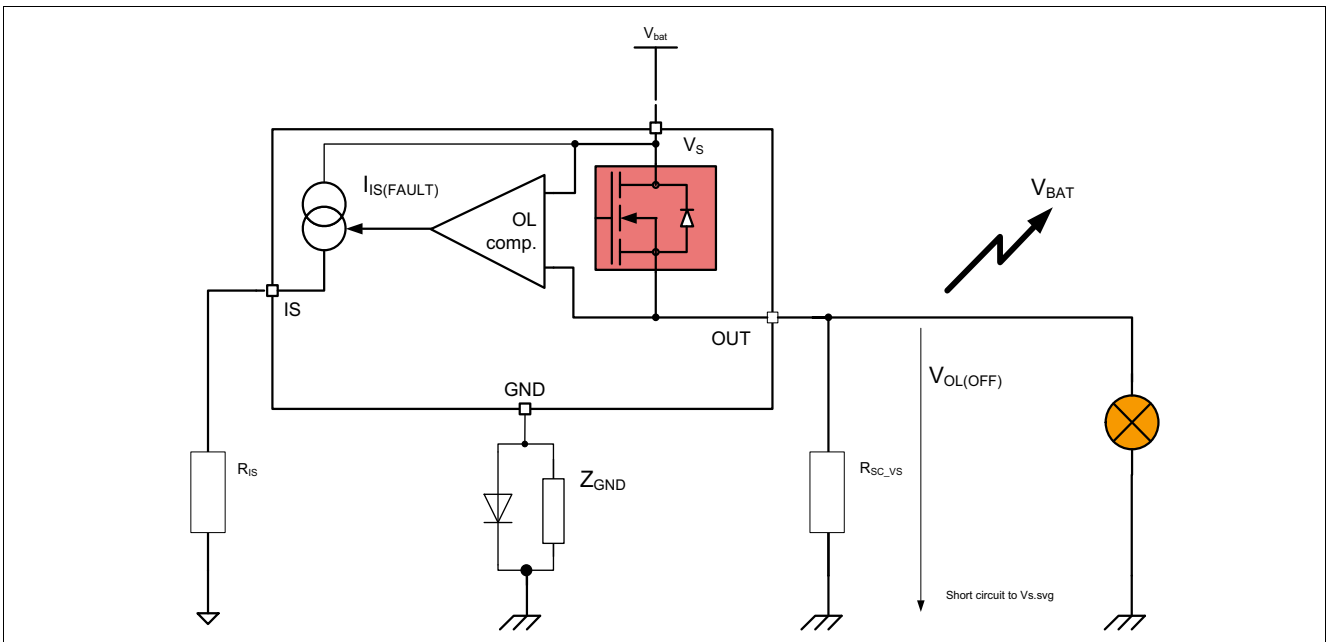 Vbat
VS
IIS(FAULT)
OL
comp.
VBAT
IS
OUT
VOL(OFF)
GND
RIS
ZGND
RSC_VS
Short circuit to Vs.svg